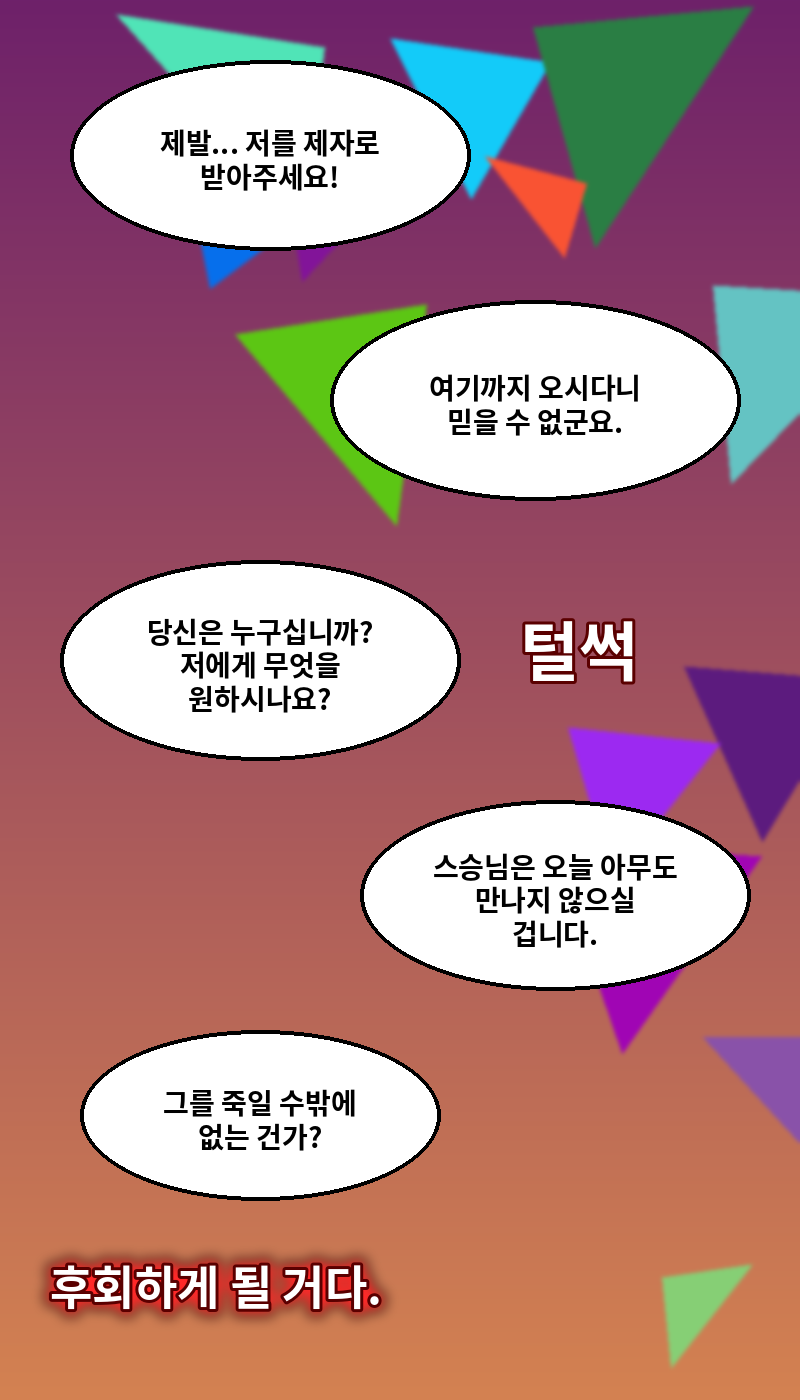 제발... 저를 제자로
받아주세요!
여기까지 오시다니
믿을 수 없군요.
당신은 누구십니까?
저에게 무엇을
원하시나요?
털썩
스승님은 오늘 아무도
만나지 않으실
겁니다.
그를 죽일 수밖에
없는 건가?
후회하게 될 거다.